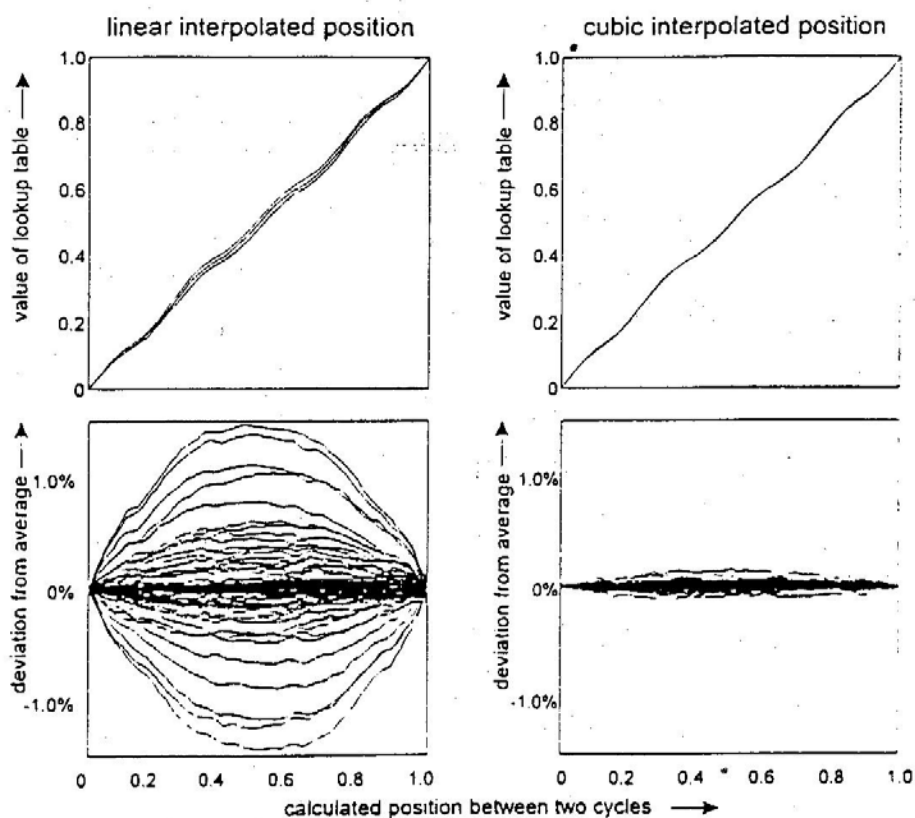 linear interpolated position
cubic interpolated position
value of lookup table
1.0
0.8
0.6
0.4
0.2
0
value of lookup table
1.0
0.8
0.6
0.4
0.2
0
deviation from average
1.0%
0%
-1.0%
0 0.2 0.4 0.6 0.8 1.0
deviation from average
1.0%
0%
-1.0%
0 0.2 0.4 0.6 0.8 1.0
calculated position between two cycles